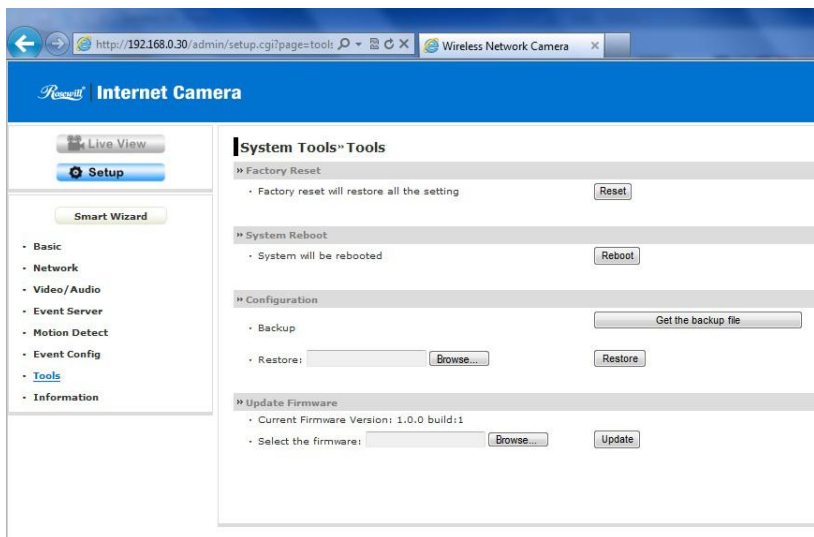 http://192.168.0.30/admin/setup.cgi?page=tools
Wireless Network Camera
Rosewill Internet Camera
Live View
Setup
Smart Wizard
Basic
Network
Video/Audio
Event Server
Motion Detect
Event Config
Tools
Information
System Tools» Tools
» Factory Reset
Factory reset will restore all the setting
Reset
» System Reboot
System will be rebooted
Reboot
» Configuration
Backup
Get the backup file
Restore:
Browse...
Restore
» Update Firmware
Current Firmware Version: 1.0.0 build:1
Select the firmware:
Browse...
Update